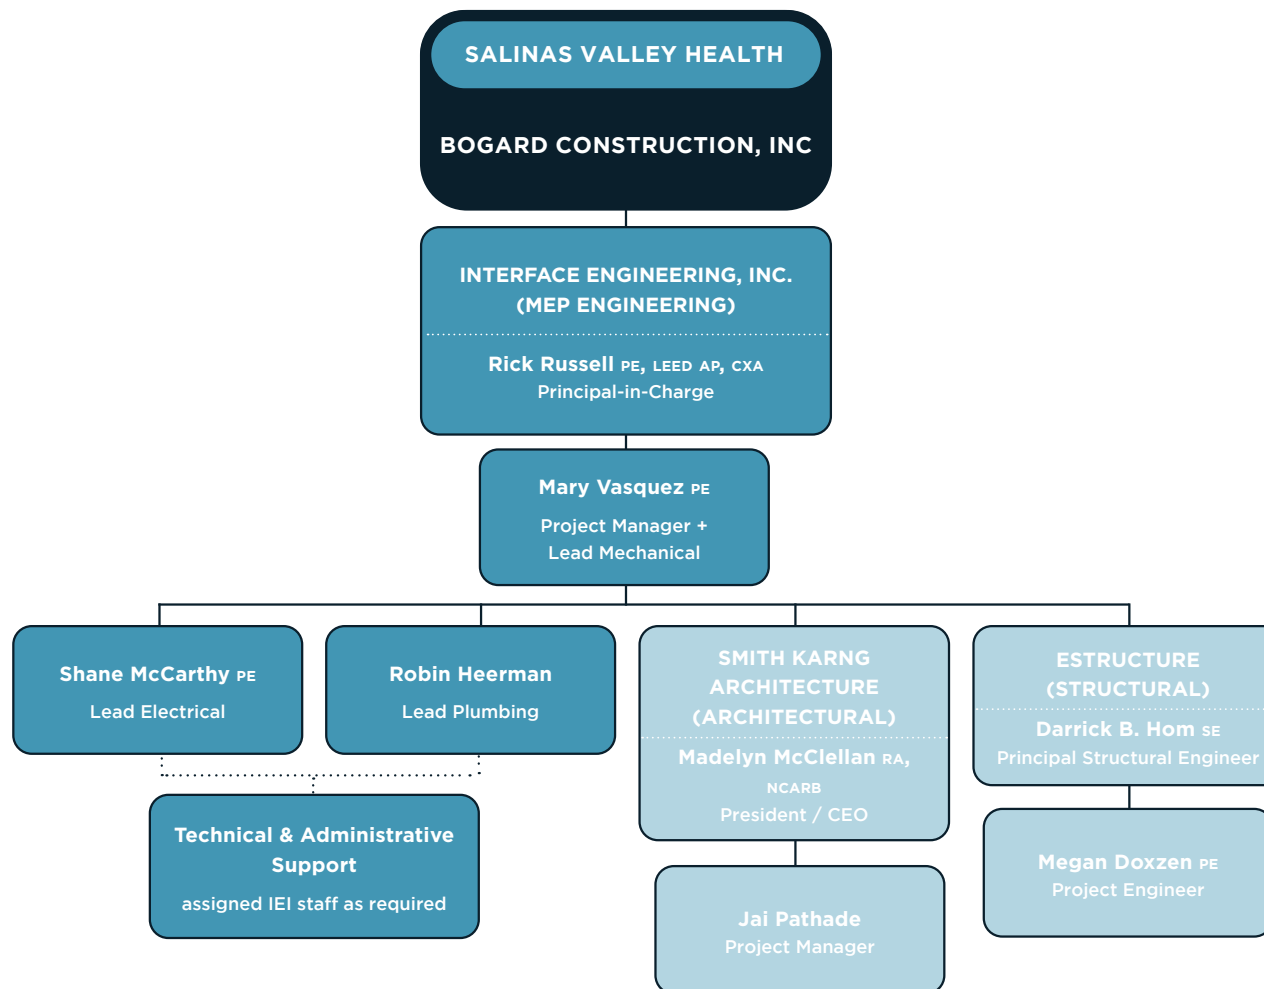 SALINAS VALLEY HEALTH
BOGARD CONSTRUCTION, INC
INTERFACE ENGINEERING, INC.
(MEP ENGINEERING)
Rick Russell PE, LEED AP, CXA
Principal-in-Charge
Mary Vasquez PE
Project Manager +
Lead Mechanical
Shane McCarthy PE
Lead Electrical
Robin Heerman
Lead Plumbing
Technical & Administrative
Support
assigned IEI staff as required
SMITH KARNG
ARCHITECTURE
(ARCHITECTURAL)
Madelyn McClellan RA,
NCARB
President / CEO
Jai Pathade
Project Manager
ESTRUCTURE
(STRUCTURAL)
Darrick B. Hom SE
Principal Structural Engineer
Megan Doxzen PE
Project Engineer